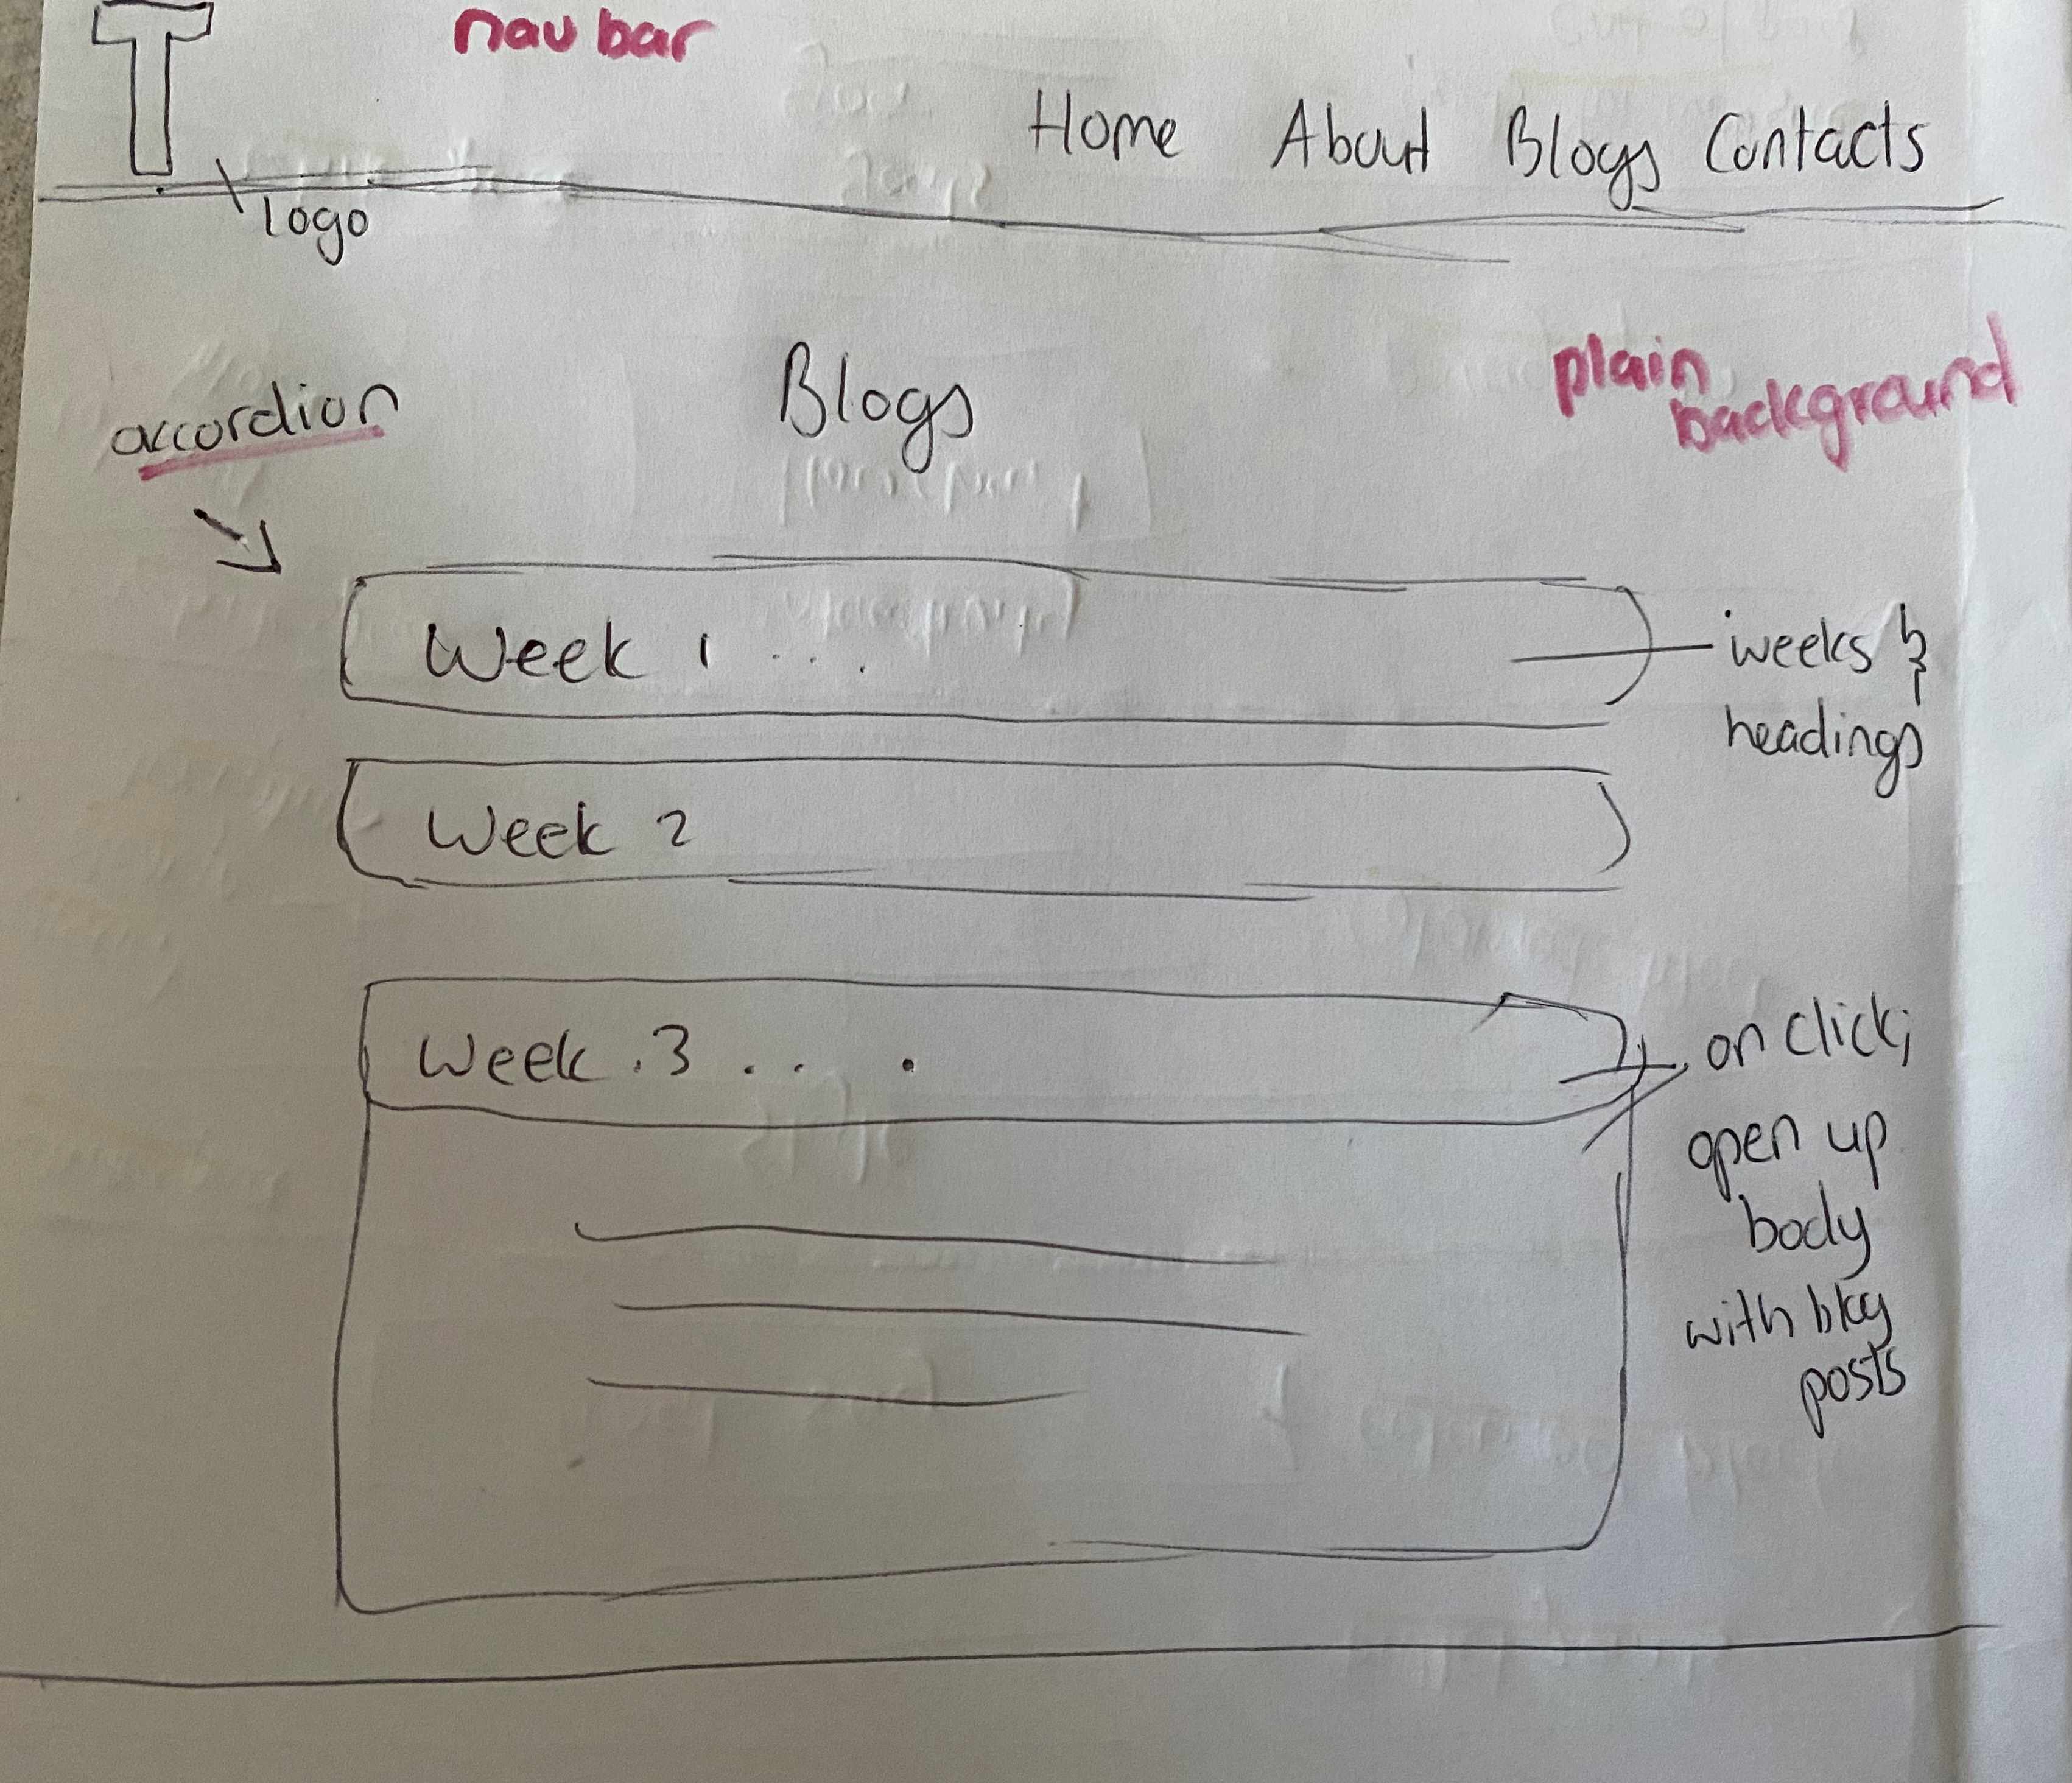 T
nav bar
Home About Blogs Contacts
logo
accordion
Blogs
plain
background
Week 1 ...
weeks &
headings
Week 2
Week .3 .. .
on click;
open up
body
with blog
posts